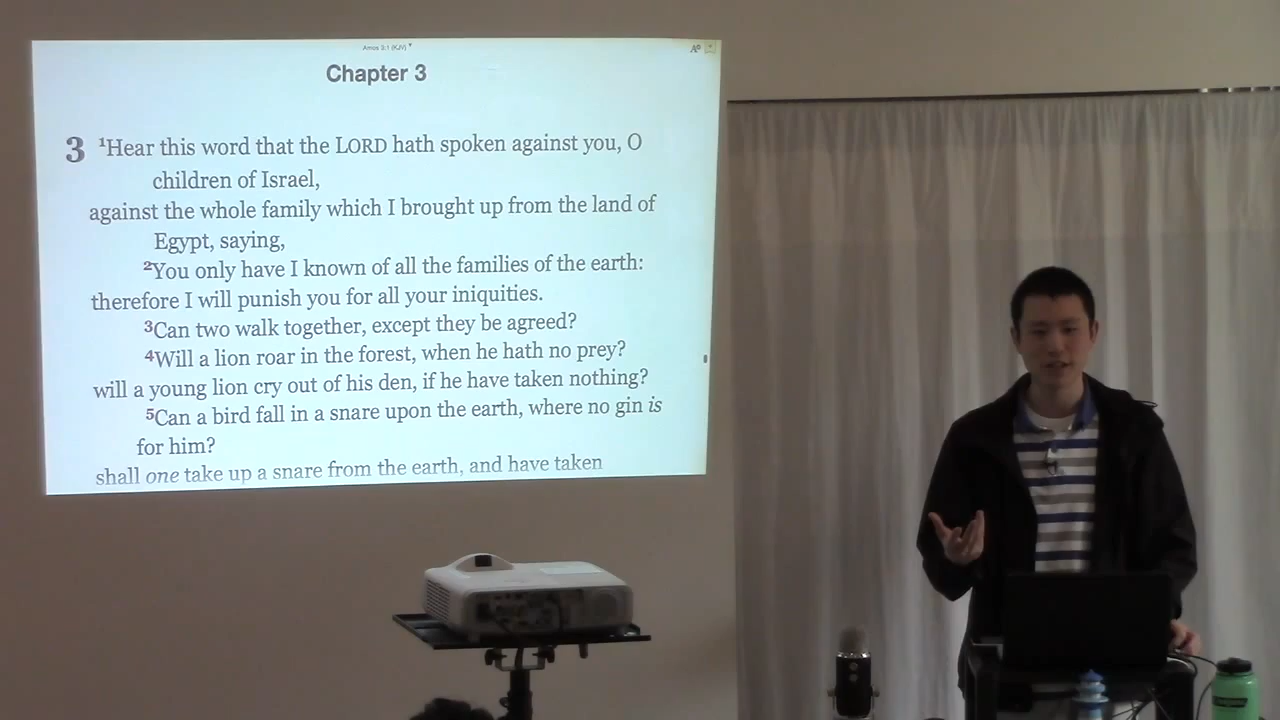 Amos 3:1 (KJV)
Chapter 3
3 1Hear this word that the LORD hath spoken against you, O
children of Israel,
against the whole family which I brought up from the land of
Egypt, saying,
2You only have I known of all the families of the earth:
therefore I will punish you for all your iniquities.
3Can two walk together, except they be agreed?
4Will a lion roar in the forest, when he hath no prey?
will a young lion cry out of his den, if he have taken nothing?
5Can a bird fall in a snare upon the earth, where no gin is
for him?
shall one take up a snare from the earth, and have taken